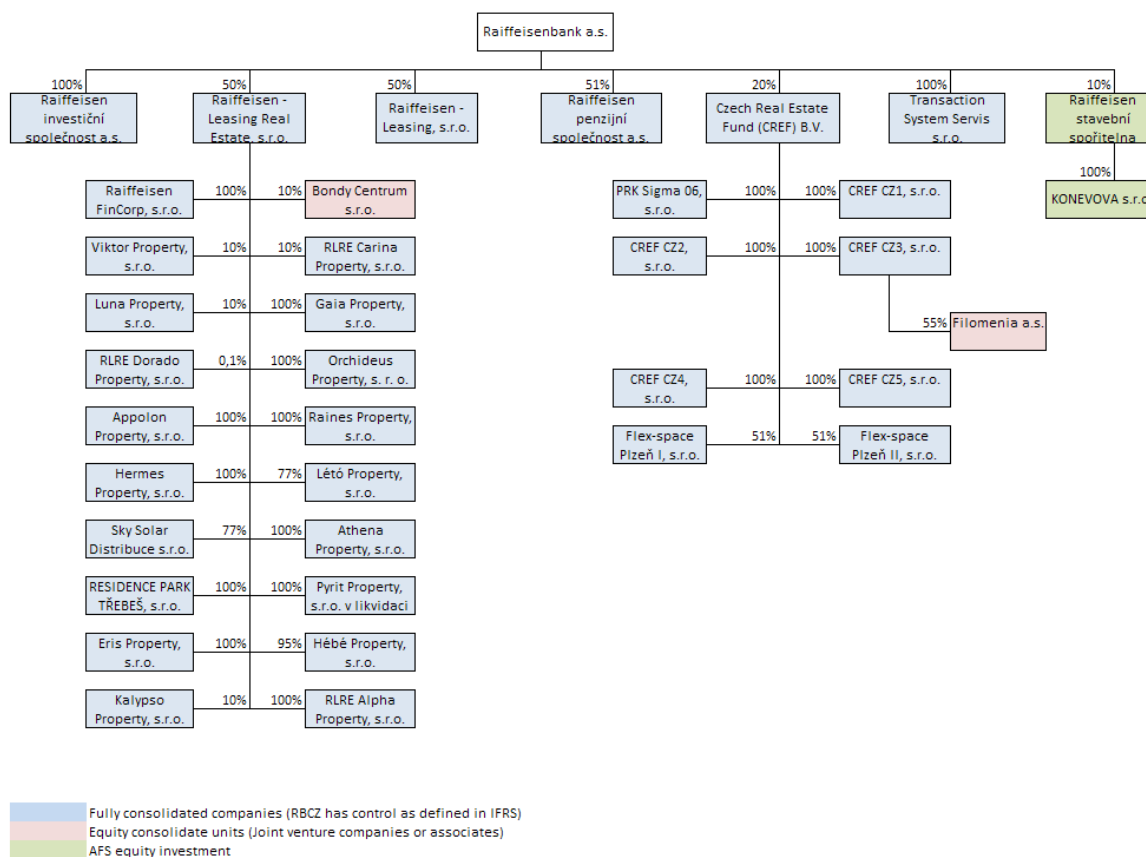 Raiffeisenbank a.s.
100%
50%
50%
51%
20%
100%
10%
Raiffeisen
investiční
společnost a.s.
Raiffeisen -
Leasing Real
Estate, s.r.o.
Raiffeisen -
Leasing, s.r.o.
Raiffeisen
penzijní
společnost a.s.
Czech Real Estate
Fund (CREF) B.V.
Transaction
System Servis
s.r.o.
Raiffeisen
stavební
spořitelna
Raiffeisen
FinCorp, s.r.o.
100%
10%
Bondy Centrum
s.r.o.
PRK Sigma 06,
s.r.o.
100%
100%
CREF CZ1, s.r.o.
100%
KONEVOVA s.r.o
Viktor Property,
s.r.o.
10%
10%
RLRE Carina
Property, s.r.o.
CREF CZ2,
s.r.o.
100%
100%
CREF CZ3, s.r.o.
Luna Property,
s.r.o.
10%
100%
Gaia Property,
s.r.o.
55%
Filomenia a.s.
RLRE Dorado
Property, s.r.o.
0,1%
100%
Orchideus
Property, s. r. o.
CREF CZ4,
s.r.o.
100%
100%
CREF CZ5, s.r.o.
Appolon
Property, s.r.o.
100%
100%
Raines Property,
s.r.o.
Flex-space
Plzeň I, s.r.o.
51%
51%
Flex-space
Plzeň II, s.r.o.
Hermes
Property, s.r.o.
100%
77%
Létó Property,
s.r.o.
Sky Solar
Distribuce s.r.o.
77%
100%
Athena
Property, s.r.o.
RESIDENCE PARK
TŘEBEŠ, s.r.o.
100%
100%
Pyrit Property,
s.r.o. v likvidaci
Eris Property,
s.r.o.
100%
95%
Hébé Property,
s.r.o.
Kalypso
Property, s.r.o.
10%
100%
RLRE Alpha
Property, s.r.o.
Fully consolidated companies (RBCZ has control as defined in IFRS)
Equity consolidate units (Joint venture companies or associates)
AFS equity investment